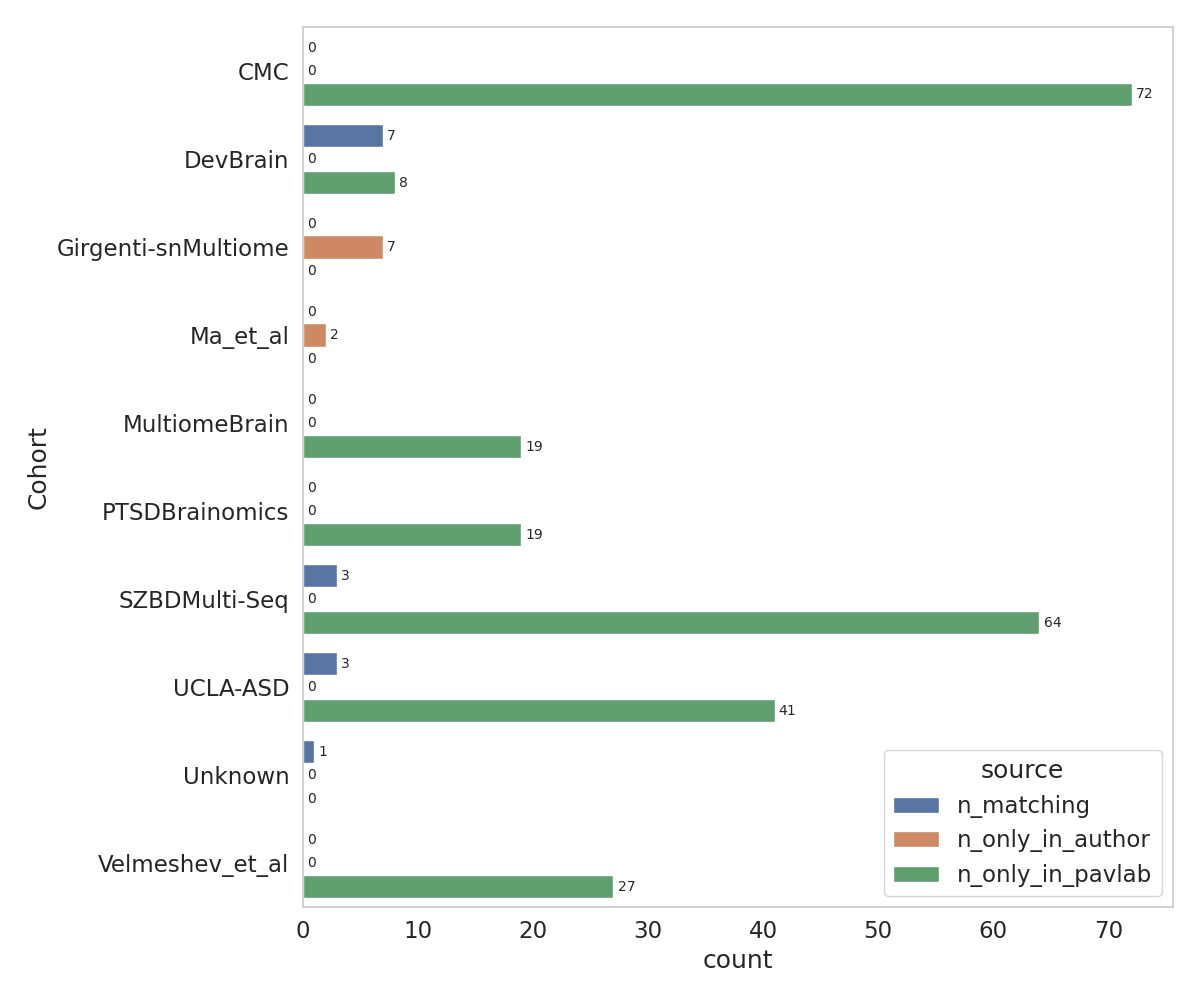 CMC
0
0
72
DevBrain
7
0
8
Girgenti-snMultiome
0
7
0
Ma_et_al
0
2
0
MultiomeBrain
0
0
19
PTSDBrainomics
0
0
19
SZBDMulti-Seq
3
0
64
UCLA-ASD
3
0
41
Unknown
1
0
0
Velmeshev_et_al
0
0
27
Cohort
0 10 20 30 40 50 60 70
count
source
n_matching
n_only_in_author
n_only_in_pavlab